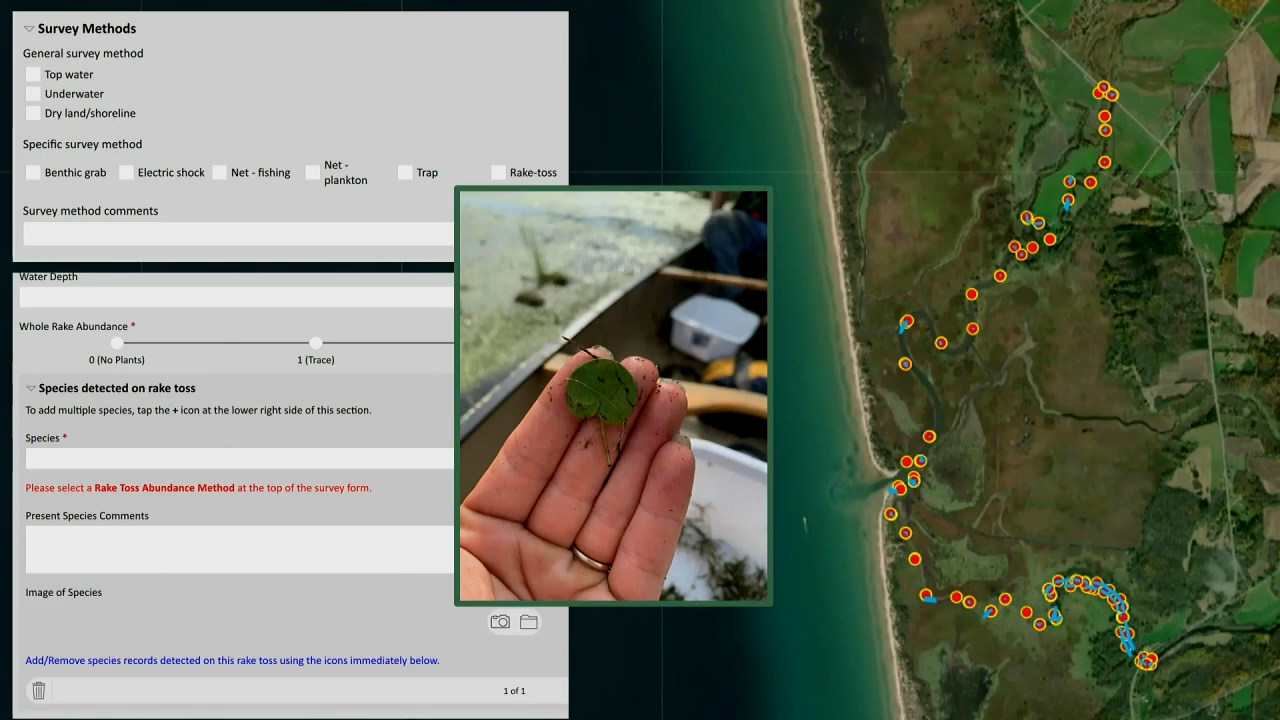 Survey Methods
General survey method
Top water
Underwater
Dry land/shoreline
Specific survey method
Benthic grab
Electric shock
Net - fishing
Net -
plankton
Trap
Rake-toss
Survey method comments
Water Depth
Whole Rake Abundance *
0 (No Plants)
1 (Trace)
Species detected on rake toss
To add multiple species, tap the + icon at the lower right side of this section.
Species *
Please select a Rake Toss Abundance Method at the top of the survey form.
Present Species Comments
Image of Species
Add/Remove species records detected on this rake toss using the icons immediately below.
1 of 1